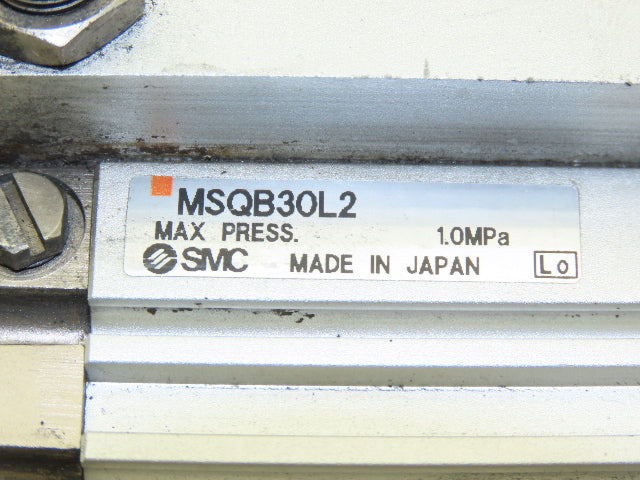 MSQB30L2
MAX PRESS. 1.0MPa
SMC MADE IN JAPAN Lo